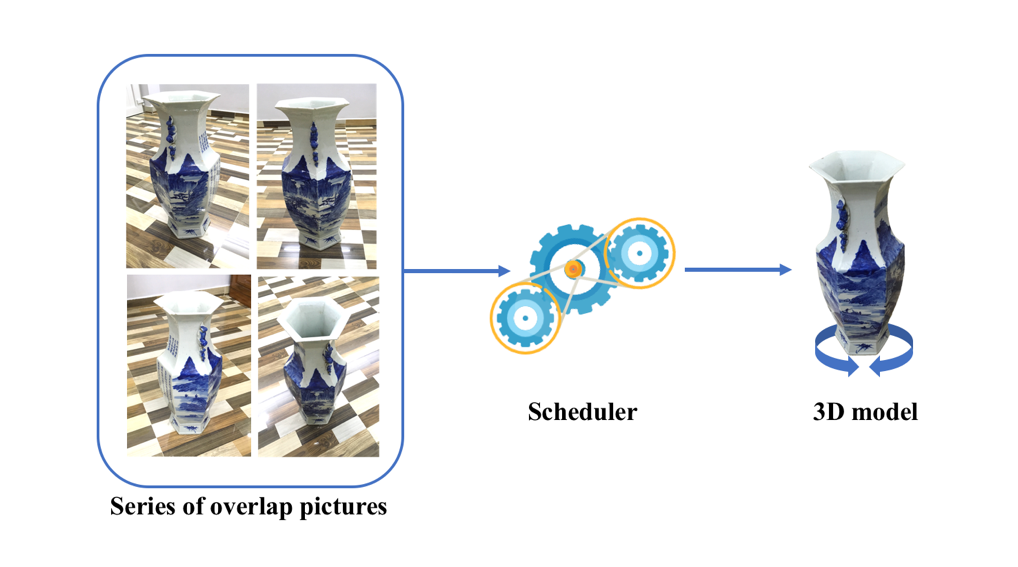 Scheduler
3D model
Series of overlap pictures